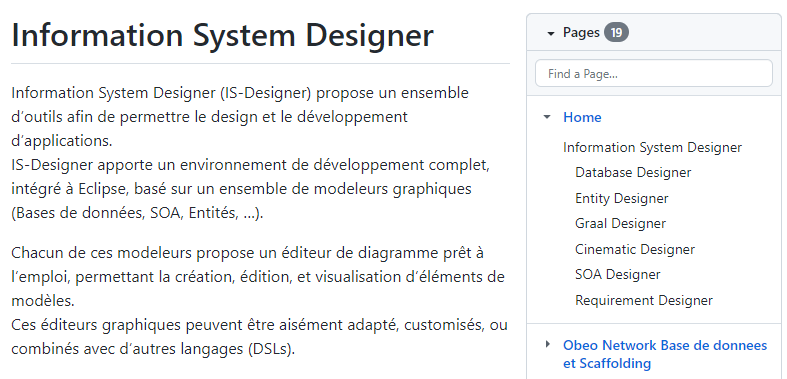 Information System Designer
Information System Designer (IS-Designer) propose un ensemble
d’outils afin de permettre le design et le développement
d’applications.
IS-Designer apporte un environnement de développement complet,
intégré à Eclipse, basé sur un ensemble de modeleurs graphiques
(Bases de données, SOA, Entités, …).
Chacun de ces modeleurs propose un éditeur de diagramme prêt à
l’emploi, permettant la création, édition, et visualisation d’éléments de
modèles.
Ces éditeurs graphiques peuvent être aisément adapté, customisés, ou
combinés avec d’autres langages (DSLs).
Pages 19
Find a Page...
Home
Information System Designer
Database Designer
Entity Designer
Graal Designer
Cinematic Designer
SOA Designer
Requirement Designer
Obeo Network Base de donnees
et Scaffolding